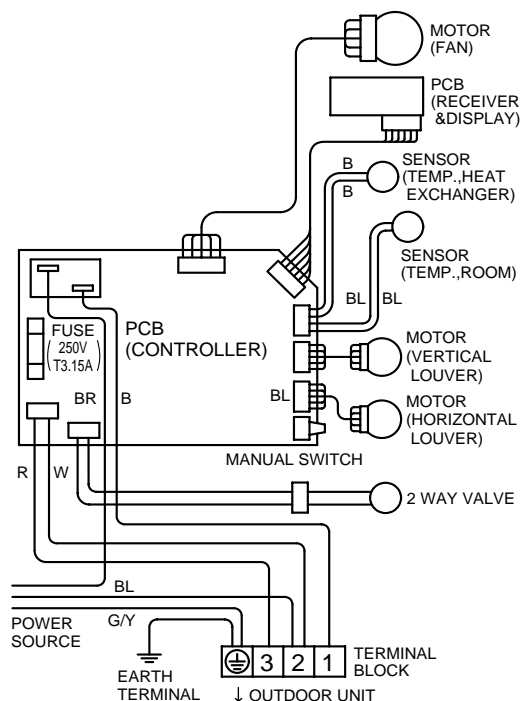 MOTOR
(FAN)
PCB
(RECEIVER
&DISPLAY)
SENSOR
(TEMP.,HEAT
EXCHANGER)
B
B
SENSOR
(TEMP.,ROOM)
BL
BL
FUSE
250V
T3.15A
PCB
(CONTROLLER)
MOTOR
(VERTICAL
LOUVER)
BR
B
BL
MOTOR
(HORIZONTAL
LOUVER)
MANUAL SWITCH
R
W
2 WAY VALVE
BL
POWER
SOURCE
G/Y
EARTH
TERMINAL
3
2
1
TERMINAL
BLOCK
↓ OUTDOOR UNIT